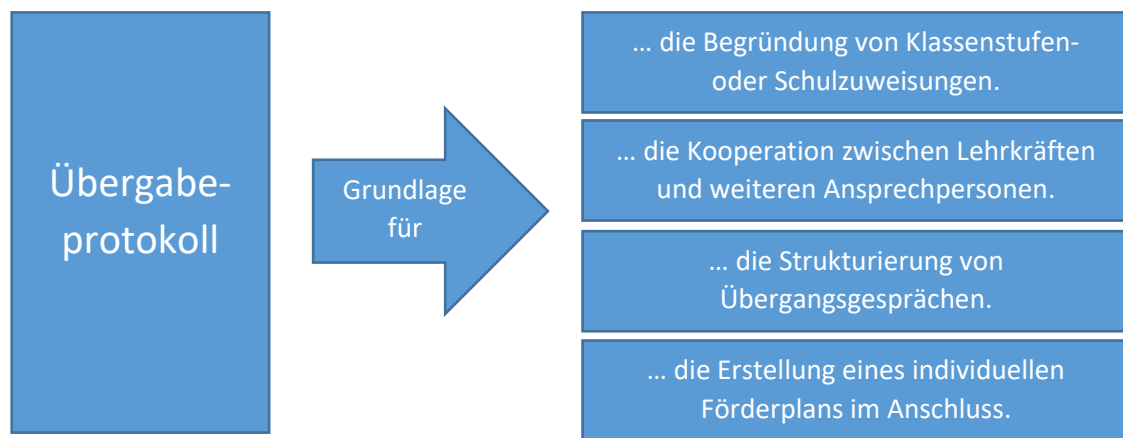 Übergabe-
protokoll
Grundlage
für
… die Begründung von Klassenstufen-
oder Schulzuweisungen.
… die Kooperation zwischen Lehrkräften
und weiteren Ansprechpersonen.
… die Strukturierung von
Übergangsgesprächen.
… die Erstellung eines individuellen
Förderplans im Anschluss.